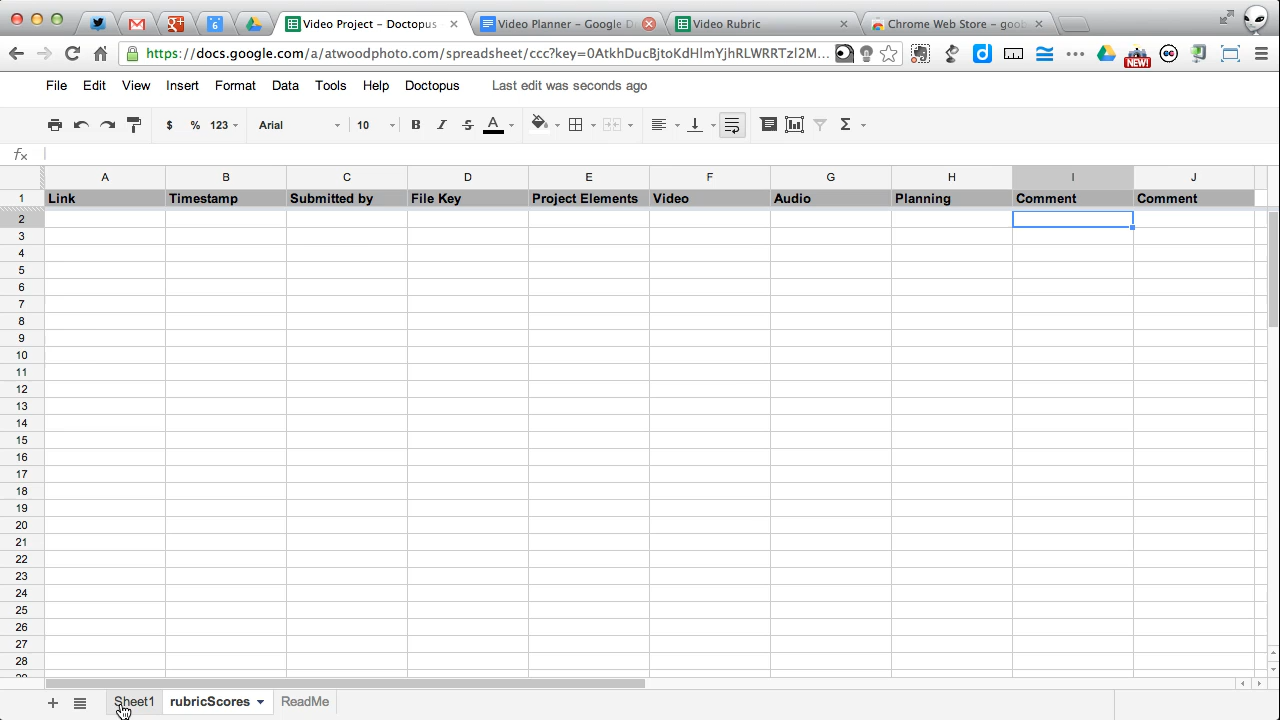 Video Project – Doctopus
Video Planner – Google D
Video Rubric
Chrome Web Store – goob
https://docs.google.com/a/atwoodphoto.com/spreadsheet/ccc?key=0AtkhDucBjtoKdHlmYjhRLWRRTzl2M...
NEW!
File Edit View Insert Format Data Tools Help Doctopus Last edit was seconds ago
$ % 123 Arial 10 B I S A Σ
fx
A B C D E F G H I J
1 Link Timestamp Submitted by File Key Project Elements Video Audio Planning Comment Comment
2
3
4
5
6
7
8
9
10
11
12
13
14
15
16
17
18
19
20
21
22
23
24
25
26
27
28
Sheet1 rubricScores ReadMe